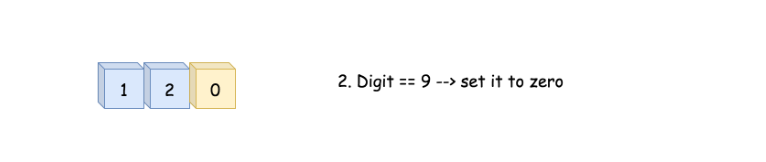 1 2 0
2. Digit == 9 --> set it to zero